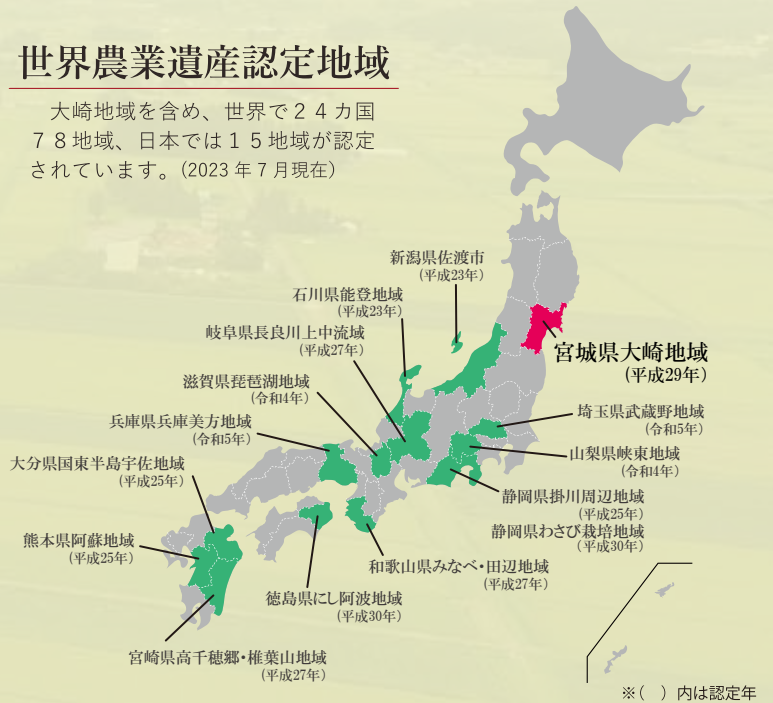 世界農業遺産認定地域
大崎地域を含め、世界で２４カ国
７８地域、日本では１５地域が認定
されています。(2023年７月現在)
新潟県佐渡市
(平成23年)
石川県能登地域
(平成23年)
岐阜県長良川上中流域
(平成27年)
滋賀県琵琶湖地域
(令和4年)
兵庫県兵庫美方地域
(令和5年)
大分県国東半島宇佐地域
(平成25年)
熊本県阿蘇地域
(平成25年)
宮崎県高千穂郷・椎葉山地域
(平成27年)
徳島県にし阿波地域
(平成30年)
和歌山県みなべ・田辺地域
(平成27年)
宮城県大崎地域
(平成29年)
埼玉県武蔵野地域
(令和5年)
山梨県峡東地域
(令和4年)
静岡県掛川周辺地域
(平成25年)
静岡県わさび栽培地域
(平成30年)
※(　)内は認定年